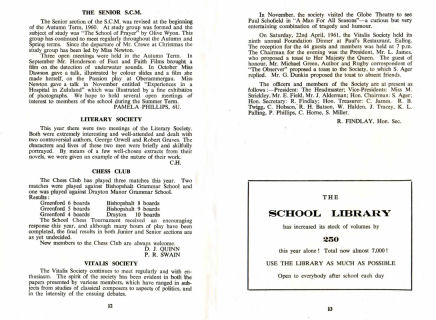 THE SENIOR S.C.M.
The Senior S.C.M. was revived at the beginning
of the Autumn Term, 1960. At group study was formed and the
subject of study was "The School of Prayer" by Olive Wyon. This
group has continued to meet regularly throughout the Autumn and
Spring terms. Since the departure of Mr. Crowe at Christmas the
study group has been led by Miss Newton.
Three open meetings were held in the Autumn Term. In
September Mr. Henderson of Fact and Faith Films brought a
film on the detection of underwater sounds. In October Miss
Dawson gave a talk, illustrated by colour slides and a film she
made herself, on the Passion play at Oberammergau. Miss
Newton gave a talk in November entitled "Experiences of a
Hospital in Zululand" which was illustrated by a fine exhibition
of photographs. We hope to hold several open meetings of
interest to members of the school during the Summer Term.
PAMELA PHILLIPS, 4U.
LITERARY SOCIETY
This year there were two meetings of the Literary Society.
Both were extremely interesting and well-attended and dealt with
two controversial authors, George Orwell and Robert Graves. The
characters and lives of these two men were briefly and skilfully
portrayed. By means of a few well-chosen extracts from their
novels, we were given an example of the nature of their work.
C.H.
CHESS CLUB
The Chess Club has played three matches this year. Two
matches were played against Bishopshalt Grammar School and
one was played against Drayton Manor Grammar School.
Results:
Greenford 6 boards Bishopshalt 8 boards
Greenford 5 boards Bishopshalt 9 boards
Greenford 4 boards Drayton 10 boards
The School Chess Tournament received an encouraging
response this year, and although many hours of play have been
completed, the final results in both Junior and Senior sections are
as yet undecided.
New members to the Chess Club are always welcome.
D. J. QUINN
P. R. SWAIN
VITALIS SOCIETY
The Vitalis Society continues to meet regularly and with enthusiasm.
The spirit of the society has been evident in both the
papers presented by various members, which have ranged in subjects
from studies of classical composers to aspects of politics, and
in the intensity of the ensuing debates.
12
In November, the society visited the Globe Theatre to see
Paul Schofield in "A Man For All Seasons"—a curious but very
entertaining combination of tragedy and humour.
On Saturday, 22nd April, 1961, the Vitalis Society held its
ninth annual Foundation Dinner at Paul's Restaurant, Ealing.
The reception for the 44 guests and members was held at 7 p.m.
The Chairman for the evening was the President, Mr. L. James,
who proposed a toast to Her Majesty the Queen. The guest of
honour, Mr. Michael Green, Author and Rugby correspondent of
"The Observer" proposed a toast to the Society, to which S. Ager
replied. Mr. G. Dunkin proposed the toast to absent friends.
The officers and members of the Society are at present as
follows:—President: The Headmaster; Vice-Presidents: Miss M.
Brickley, Mr. E. Field, Mr. J. Alderman; Hon. Chairman: S. Agar;
Hon. Secretary: R. Findlay; Hon. Treasurer: C. James. R. B.
Twigg, C. Hobson, R. H. Batson, W. Halden, J. Tracey, K. L.
Palling, P. Phillips, C. Horne, S. Miller.
R. FINDLAY, Hon. Sec.
THE
SCHOOL LIBRARY
has increased its stock of volumes by
250
this year alone! Total now almost 7,000!
USE THE LIBRARY AS MUCH AS POSSIBLE
Open to everybody after school each day
13